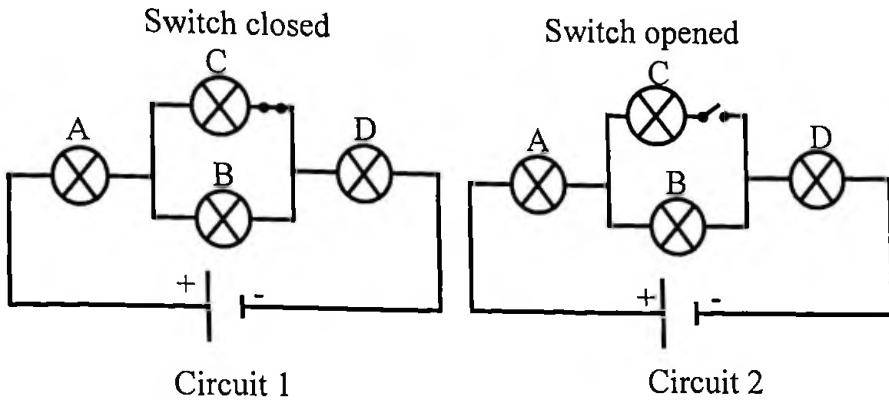 Switch closed
C
A
D
B
+ -
Circuit 1
Switch opened
C
A
D
B
+ -
Circuit 2